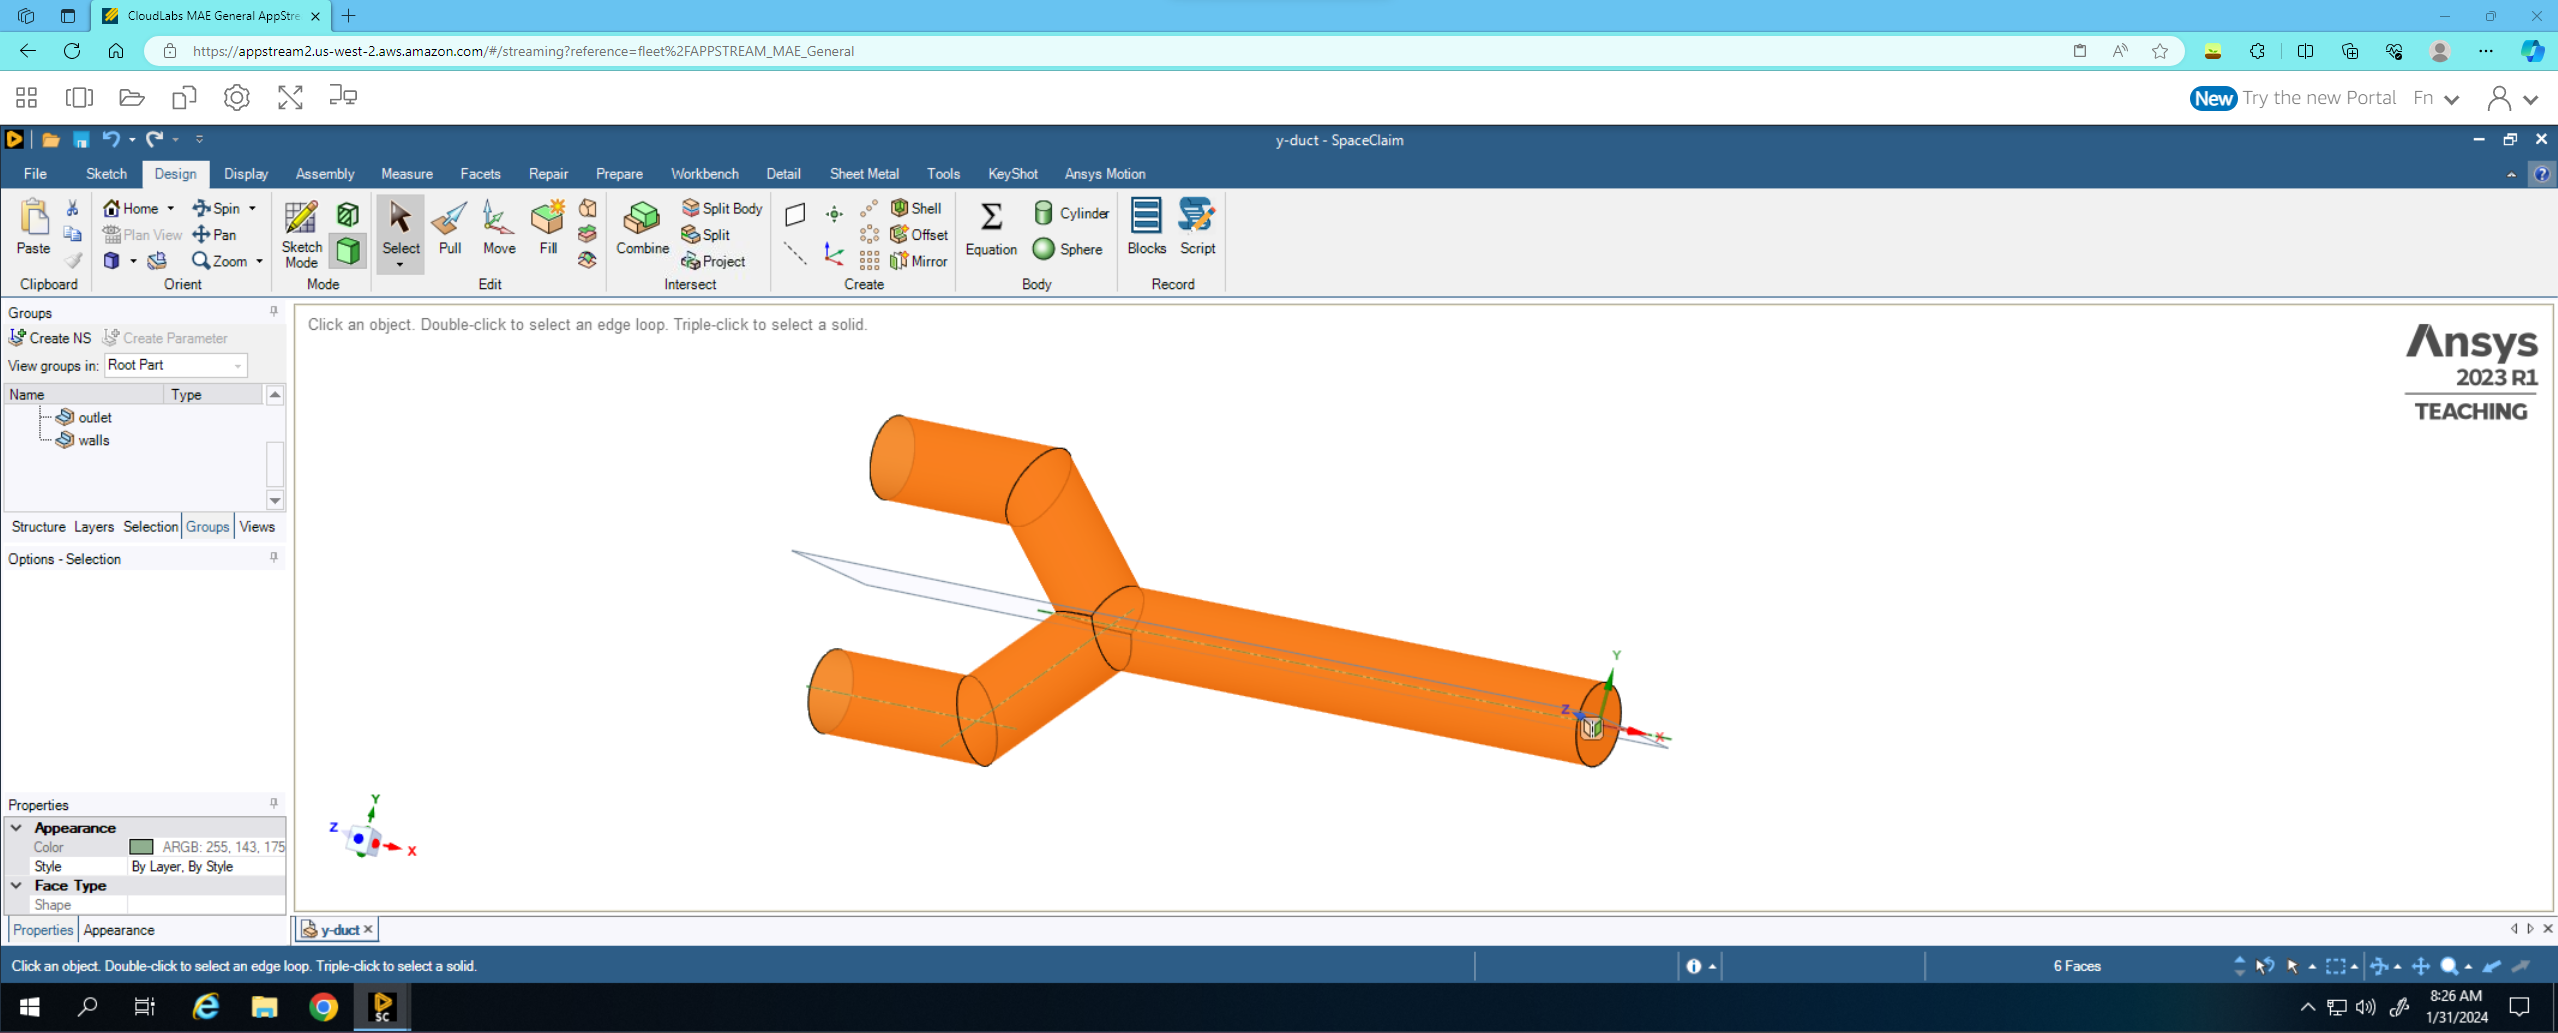 CloudLabs MAE General AppStre
https://appstream2.us-west-2.aws.amazon.com/#/streaming?reference=fleet%2FAPPSTREAM_MAE_General
New Try the new Portal Fn
y-duct - SpaceClaim
File Sketch Design Display Assembly Measure Facets Repair Prepare Workbench Detail Sheet Metal Tools KeyShot Ansys Motion
Paste
Clipboard
Home Spin
Plan View Pan
Zoom
Orient
Sketch
Mode
Mode
Select Pull Move Fill
Edit
Combine
Split Body
Split
Project
Intersect
Shell
Offset
Mirror
Create
Equation
Cylinder
Sphere
Body
Blocks Script
Record
Groups
Create NS Create Parameter
View groups in: Root Part
Name Type
outlet
walls
Structure Layers Selection Groups Views
Options - Selection
Properties
Appearance
Color ARGB: 255, 143, 175
Style By Layer, By Style
Face Type
Shape
Properties Appearance
Click an object. Double-click to select an edge loop. Triple-click to select a solid.
Ansys
2023 R1
TEACHING
Y
Z
X
Y
Z
X
y-duct
Click an object. Double-click to select an edge loop. Triple-click to select a solid.
6 Faces
SC
8:26 AM
1/31/2024